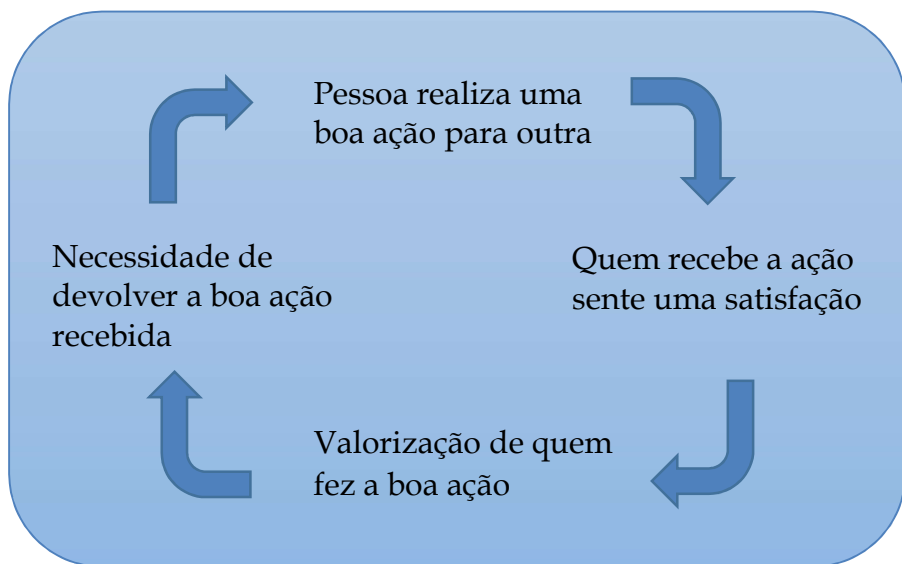 Pessoa realiza uma
boa ação para outra
Quem recebe a ação
sente uma satisfação
Valorização de quem
fez a boa ação
Necessidade de
devolver a boa ação
recebida